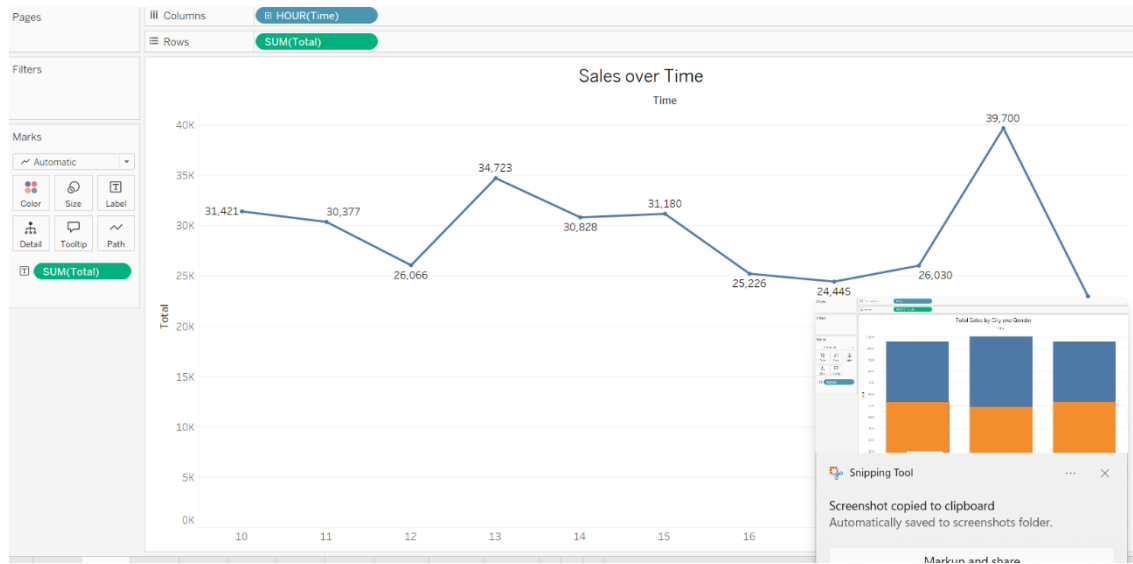 Pages
Columns
HOUR(Time)
Rows
SUM(Total)
Filters
Marks
Automatic
Color Size Label
Detail Tooltip Path
SUM(Total)
Sales over Time
Time
Total
40K
35K
30K
25K
20K
15K
10K
5K
0K
31,421
30,377
26,066
34,723
30,828
31,180
25,226
24,445
26,030
39,700
10 11 12 13 14 15 16
Total Sales by City and Gender
Snipping Tool
Screenshot copied to clipboard
Automatically saved to screenshots folder.
Markup and share